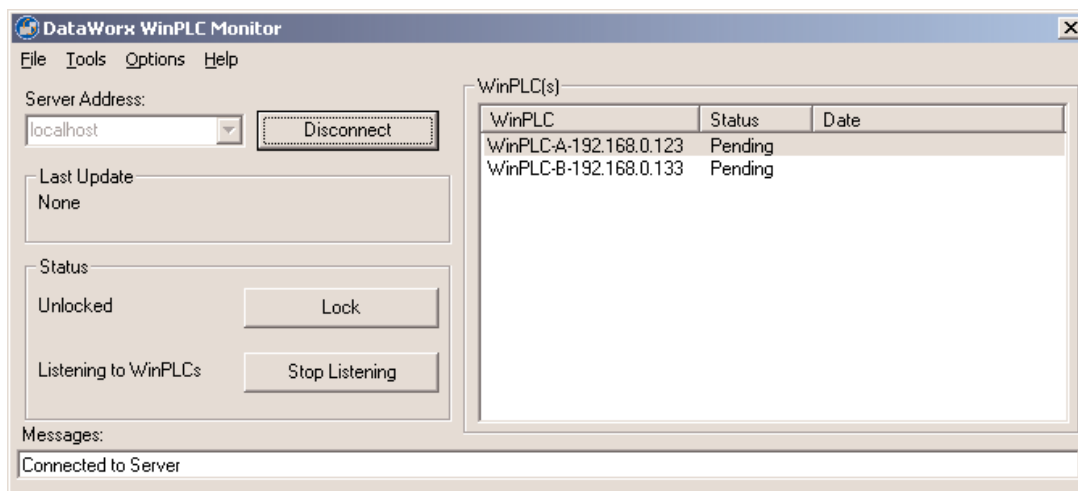 DataWorx WinPLC Monitor
File Tools Options Help
Server Address:
localhost
Disconnect
Last Update
None
Status
Unlocked
Lock
Listening to WinPLCs
Stop Listening
WinPLC(s)
WinPLC Status Date
WinPLC-A-192.168.0.123 Pending
WinPLC-B-192.168.0.133 Pending
Messages:
Connected to Server